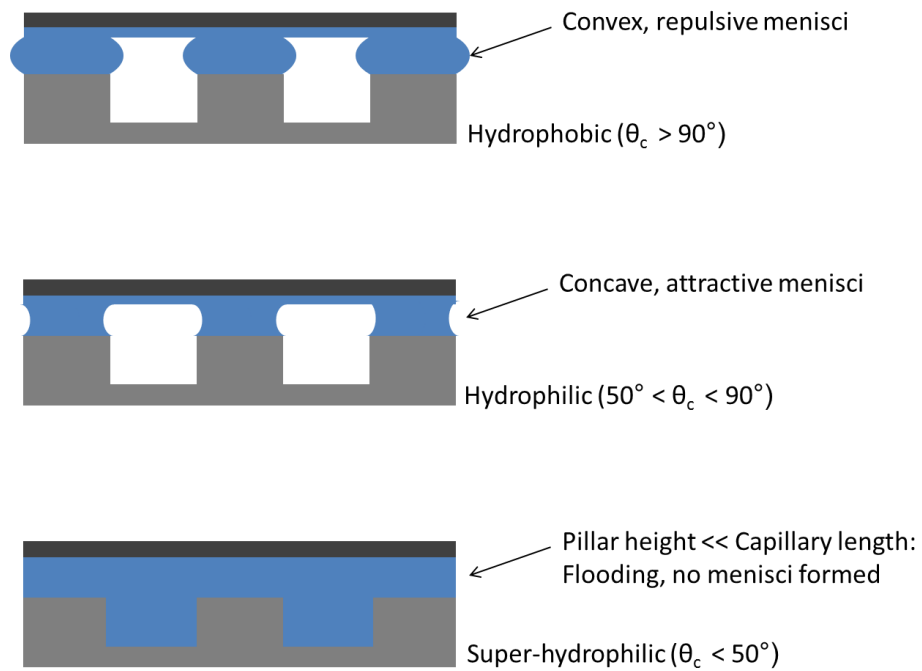 Convex, repulsive menisci
Hydrophobic (θc > 90°)
Concave, attractive menisci
Hydrophilic (50° < θc < 90°)
Pillar height << Capillary length:
Flooding, no menisci formed
Super-hydrophilic (θc < 50°)